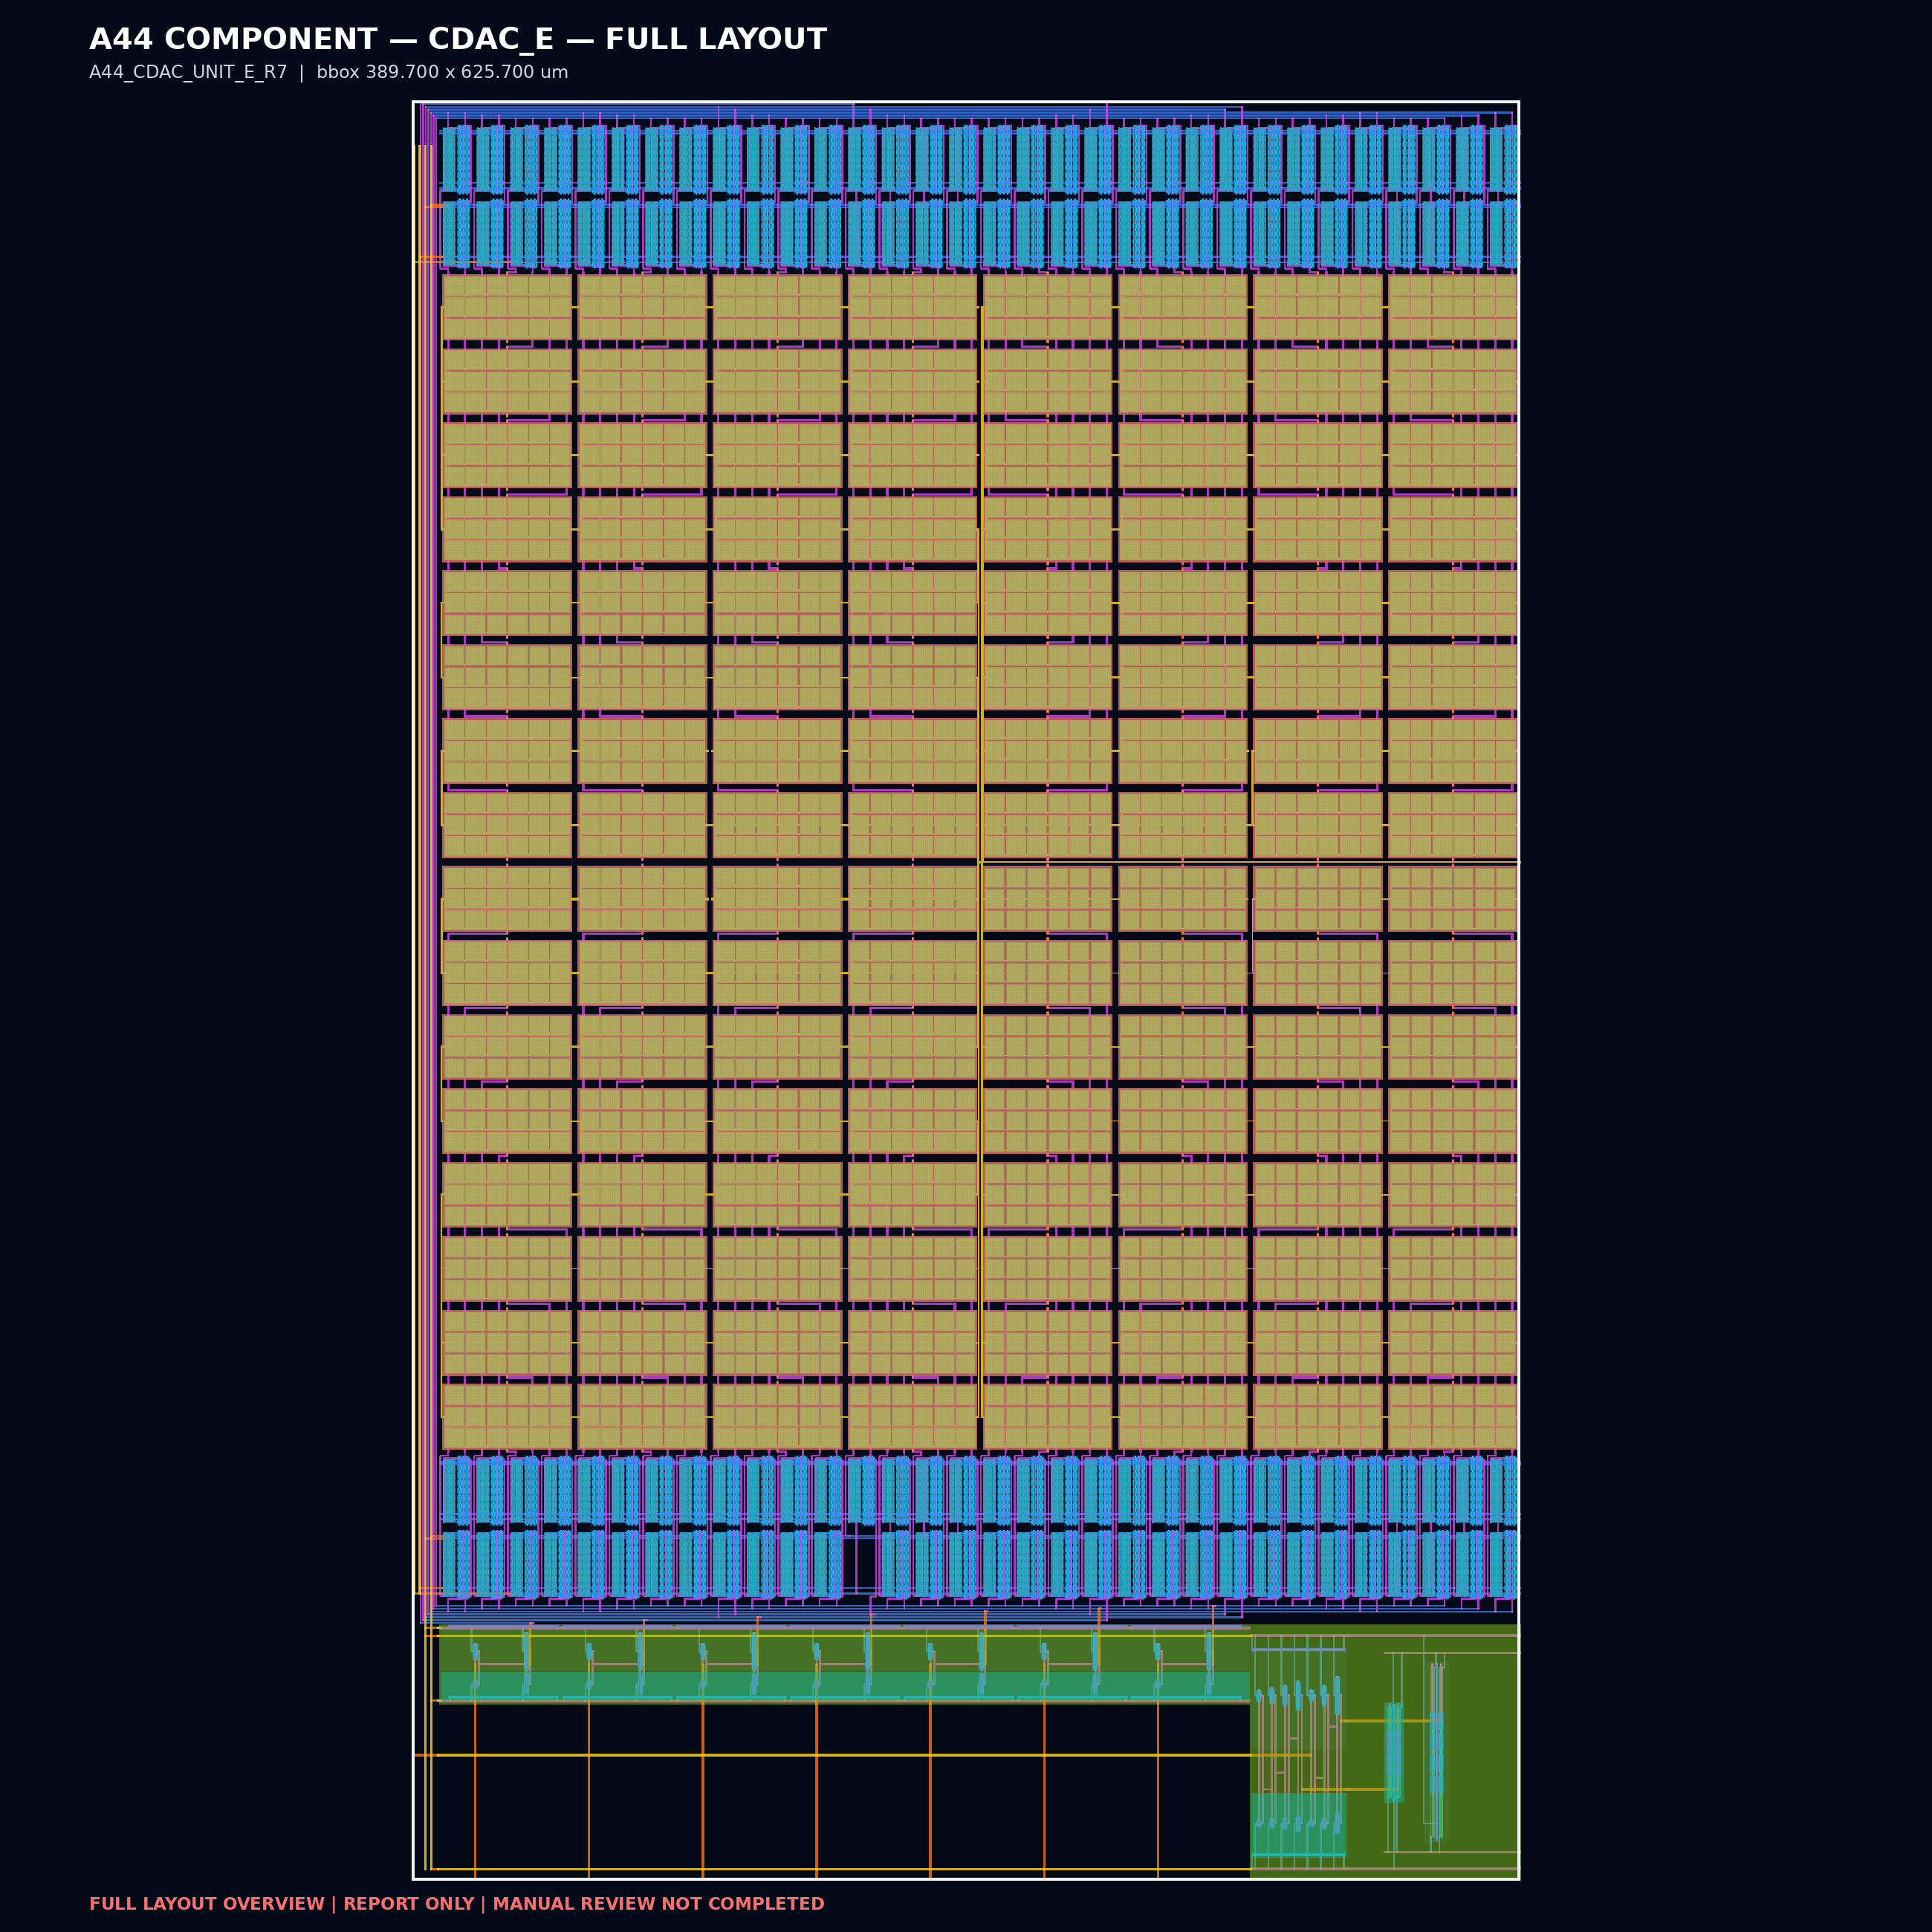 A44 COMPONENT — CDAC_E — FULL LAYOUT
A44_CDAC_UNIT_E_R7 | bbox 389.700 x 625.700 um
FULL LAYOUT OVERVIEW | REPORT ONLY | MANUAL REVIEW NOT COMPLETED